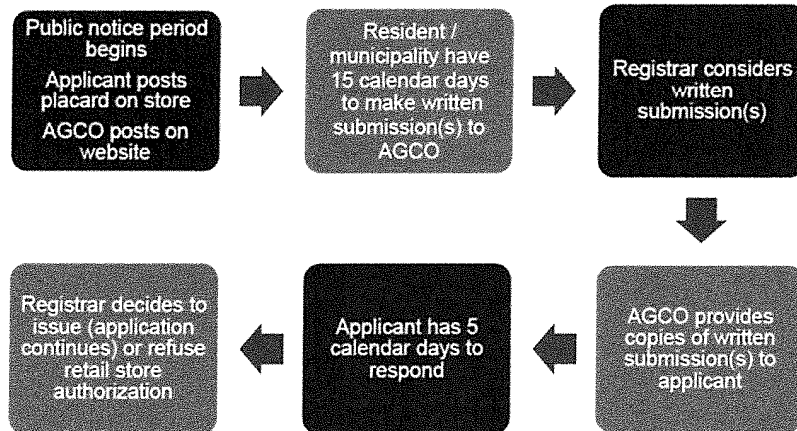 Public notice period
begins
Applicant posts
placard on store
AGCO posts on
website
Resident /
municipality have
15 calendar days
to make written
submission(s) to
AGCO
Registrar considers
written
submission(s)
AGCO provides
copies of written
submission(s) to
applicant
Applicant has 5
calendar days to
respond
Registrar decides to
issue (application
continues) or refuse
retail store
authorization